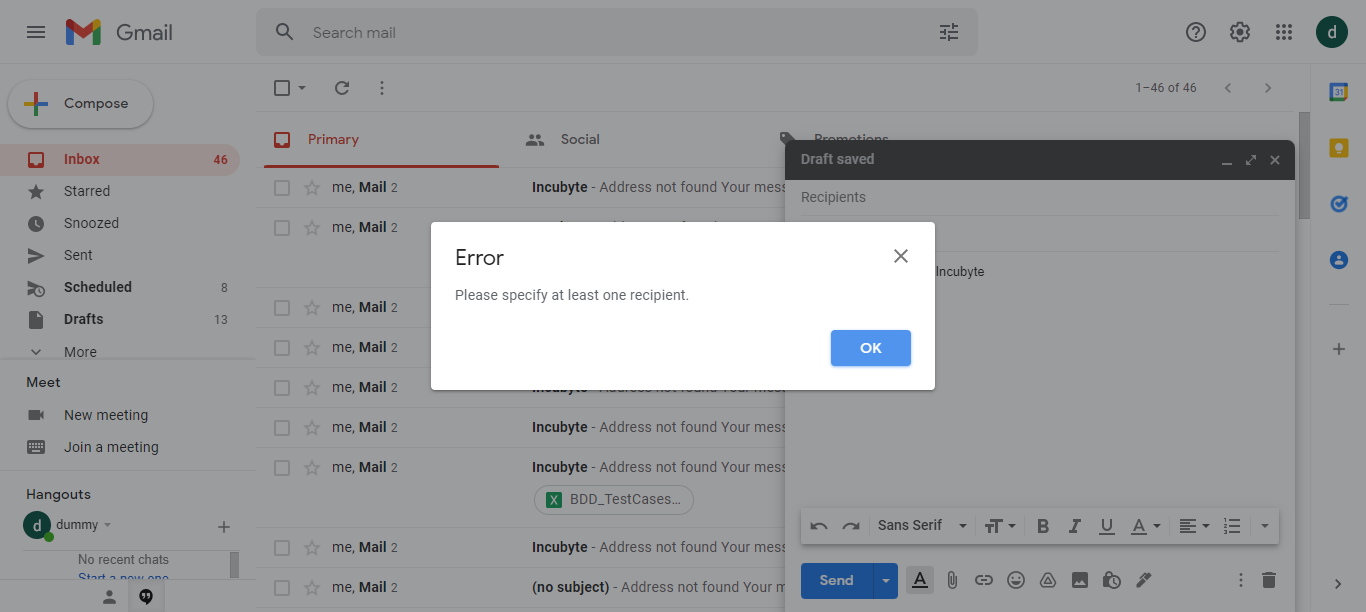 Gmail
Search mail
d
Compose
1–46 of 46
31
Primary
Social
Promotions
Inbox 46
Starred
Snoozed
Sent
Scheduled 8
Drafts 13
More
Meet
New meeting
Join a meeting
Hangouts
d dummy
No recent chats
Start a new one
me, Mail 2 Incubyte - Address not found Your mess
me, Mail 2
me, Mail 2
me, Mail 2
me, Mail 2 Incubyte - Address not found Your mess
me, Mail 2 Incubyte - Address not found Your mess
me, Mail 2 Incubyte - Address not found Your mess
X BDD_TestCases...
me, Mail 2 Incubyte - Address not found Your mess
me, Mail 2 (no subject) - Address not found Your m
Draft saved
Recipients
Incubyte
Error
Please specify at least one recipient.
OK
Sans Serif
Send